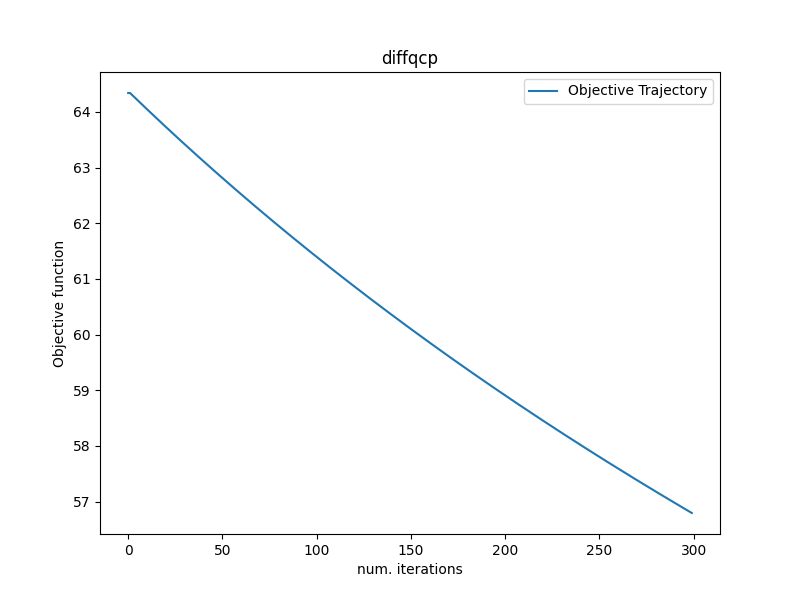 diffqcp
Objective Trajectory
Objective function
64
63
62
61
60
59
58
57
0 50 100 150 200 250 300
num. iterations